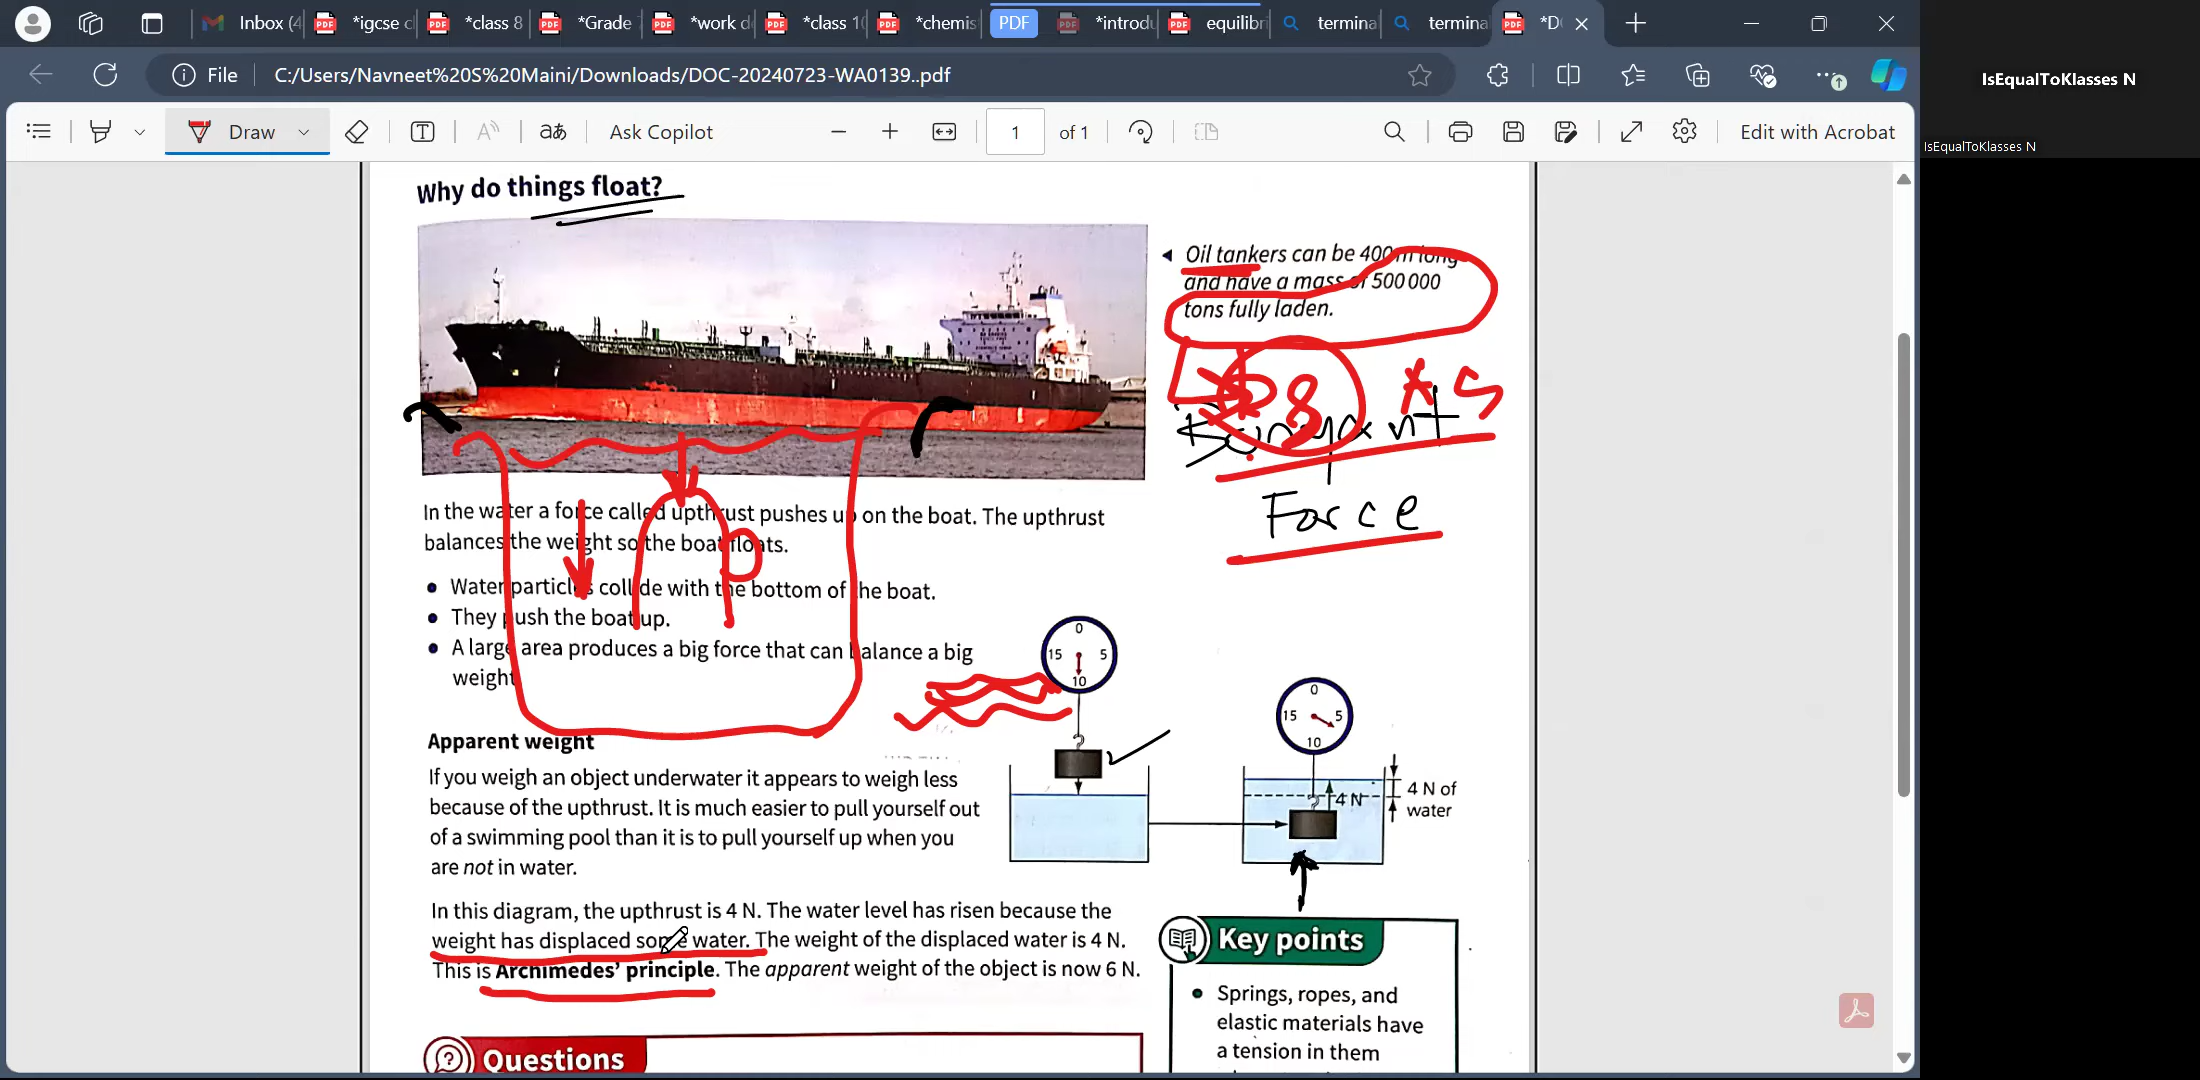 Inbox (4
*igcse c
*class 8
*Grade
*work d
*class 10
*chemis
PDF
*introdu
equilibri
termina
termina
*D
File
C:/Users/Navneet%20S%20Maini/Downloads/DOC-20240723-WA0139..pdf
Draw
Ask Copilot
1
of 1
Edit with Acrobat
IsEqualToKlasses N
IsEqualToKlasses N
Why do things float?
Oil tankers can be 400 m long
and have a mass of 500 000
tons fully laden.
Force
In the water a force called upthrust pushes up on the boat. The upthrust
balances the weight so the boat floats.
• Water particles collide with the bottom of the boat.
• They push the boat up.
• A large area produces a big force that can balance a big
weight
0
15 5
10
0
15 5
10
4 N
4 N of
water
Apparent weight
If you weigh an object underwater it appears to weigh less
because of the upthrust. It is much easier to pull yourself out
of a swimming pool than it is to pull yourself up when you
are not in water.
In this diagram, the upthrust is 4 N. The water level has risen because the
weight has displaced some water. The weight of the displaced water is 4 N.
This is Archimedes' principle. The apparent weight of the object is now 6 N.
Key points
• Springs, ropes, and
elastic materials have
a tension in them
Questions